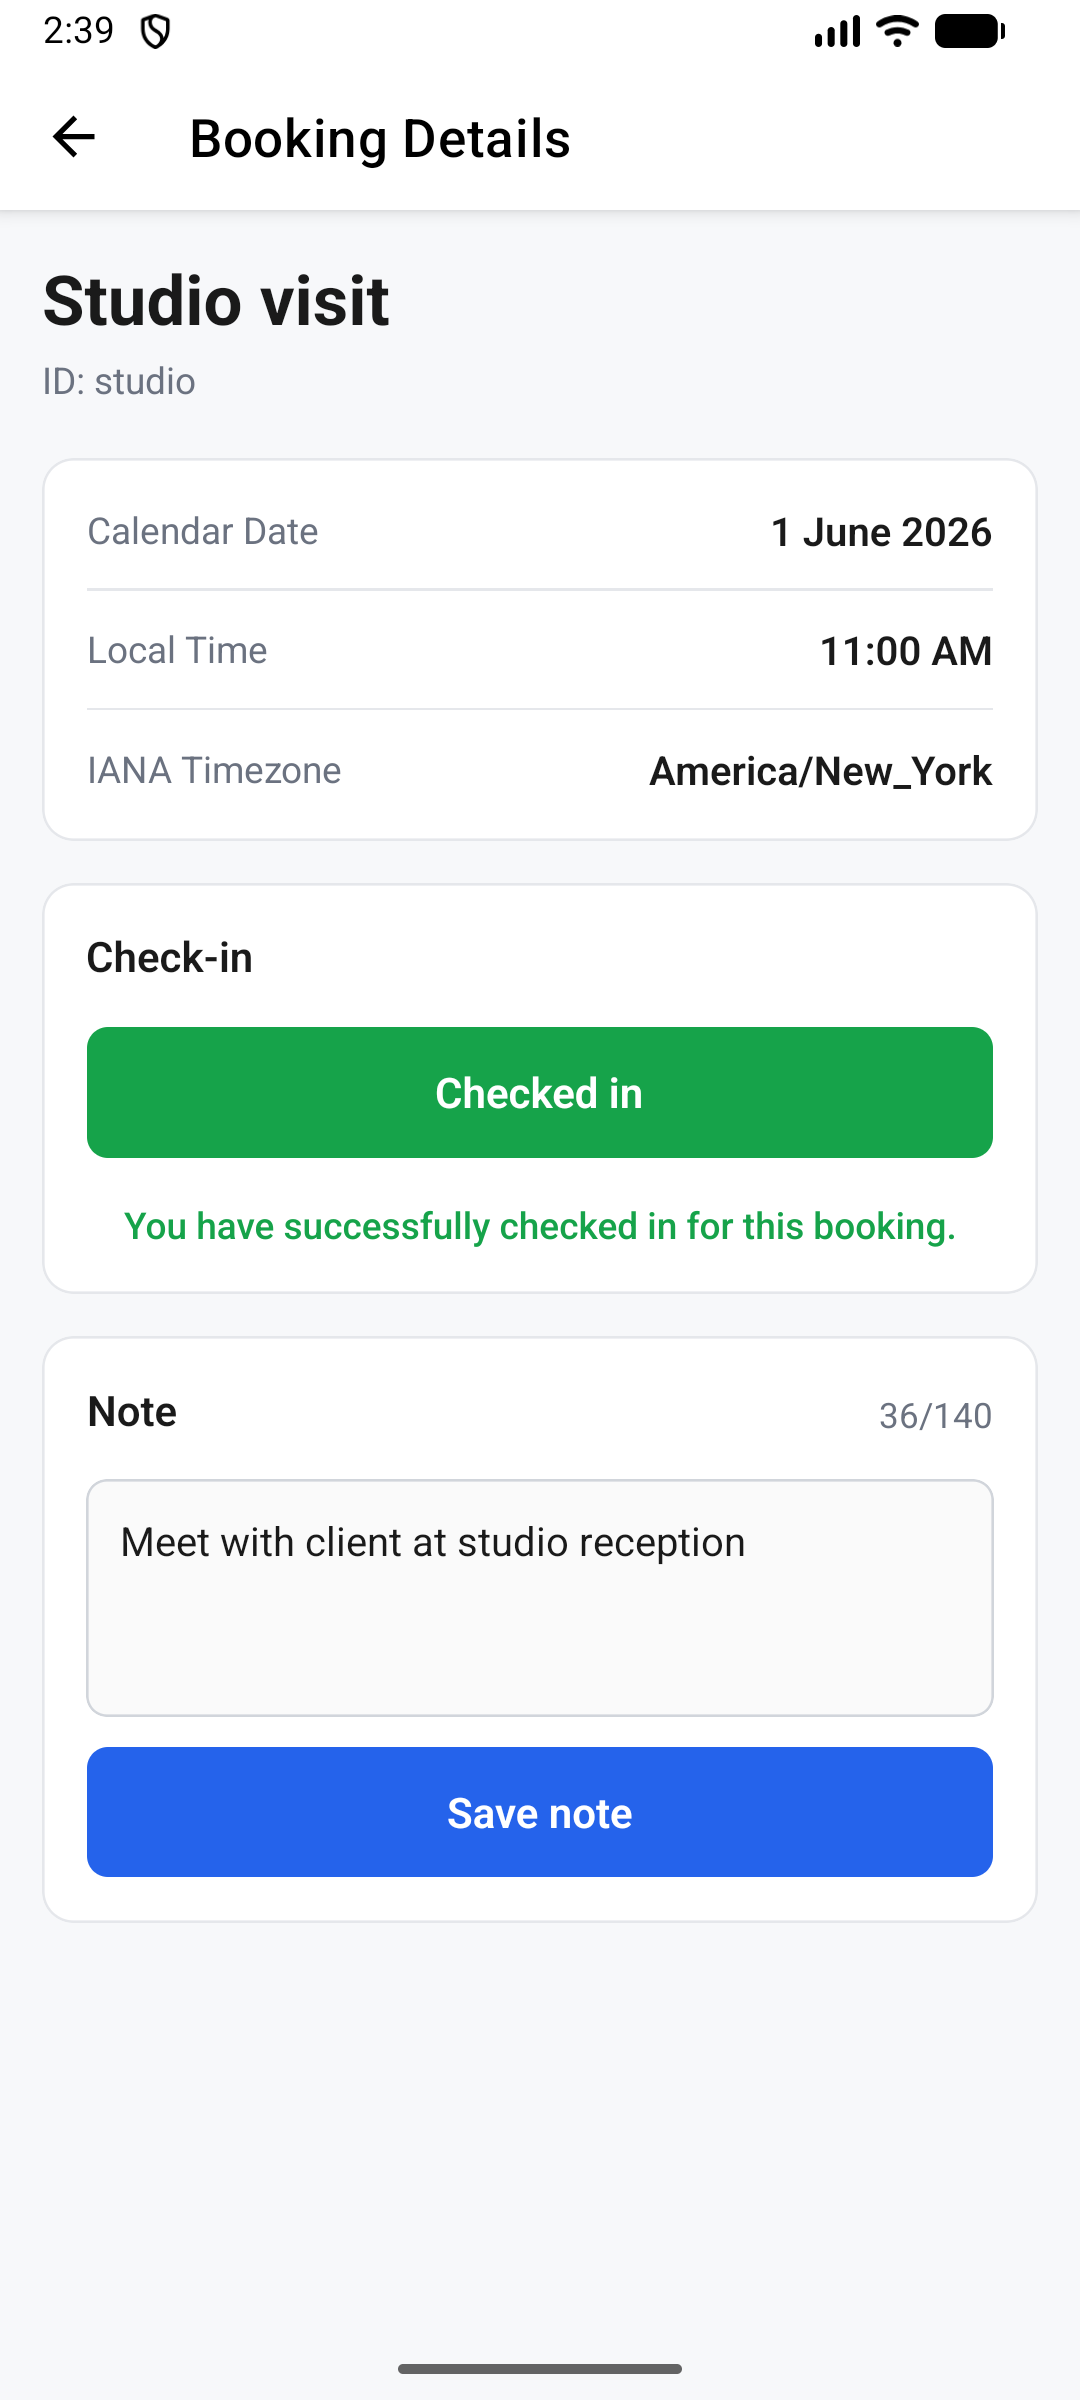 2:39
Booking Details
Studio visit
ID: studio
Calendar Date 1 June 2026
Local Time 11:00 AM
IANA Timezone America/New_York
Check-in
Checked in
You have successfully checked in for this booking.
Note 36/140
Meet with client at studio reception
Save note